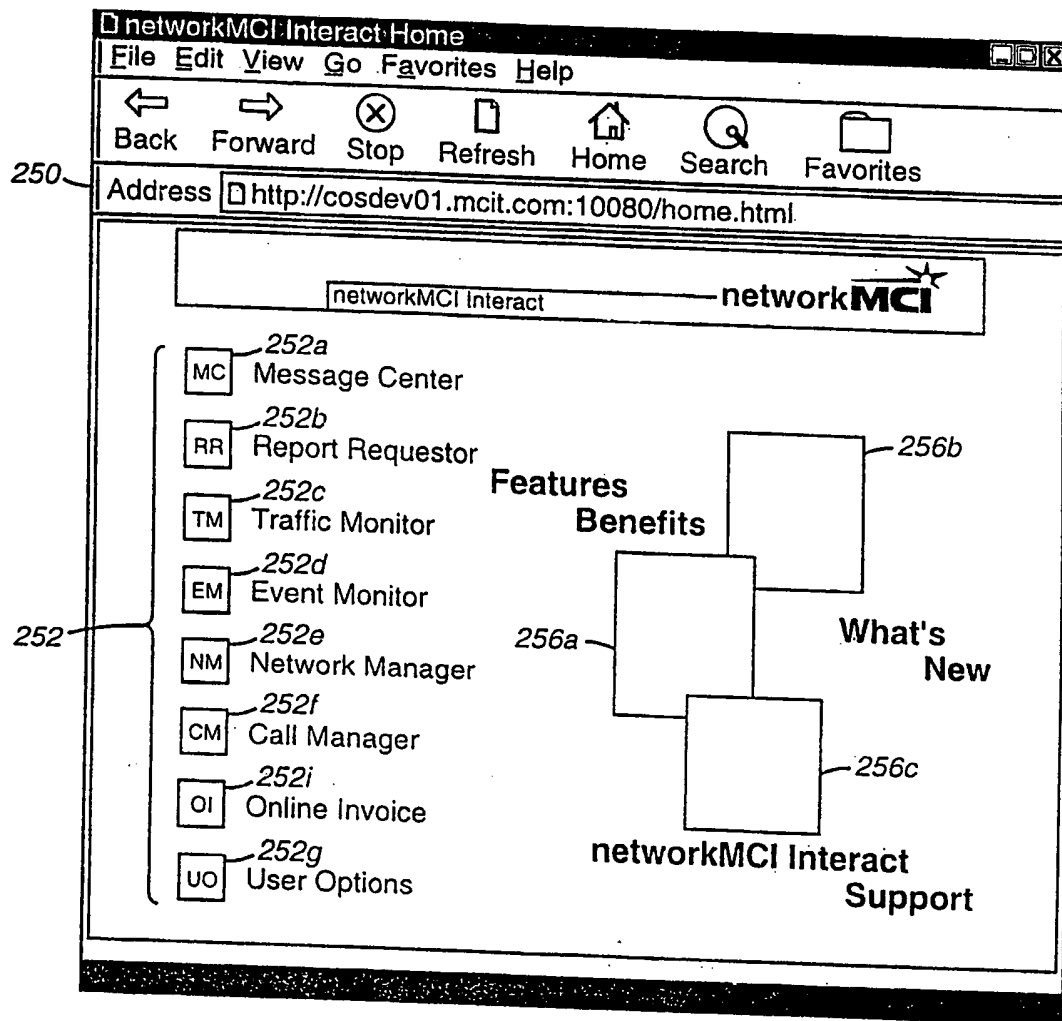 networkMCI Interact Home
File Edit View Go Favorites Help
Back Forward Stop Refresh Home Search Favorites
250
Address http://cosdev01.mcit.com:10080/home.html
networkMCI Interact
networkMCI
252
MC 252a Message Center
RR 252b Report Requestor
TM 252c Traffic Monitor
EM 252d Event Monitor
NM 252e Network Manager
CM 252f Call Manager
OI 252i Online Invoice
UO 252g User Options
Features
Benefits
256b
256a
What's
New
256c
networkMCI Interact
Support